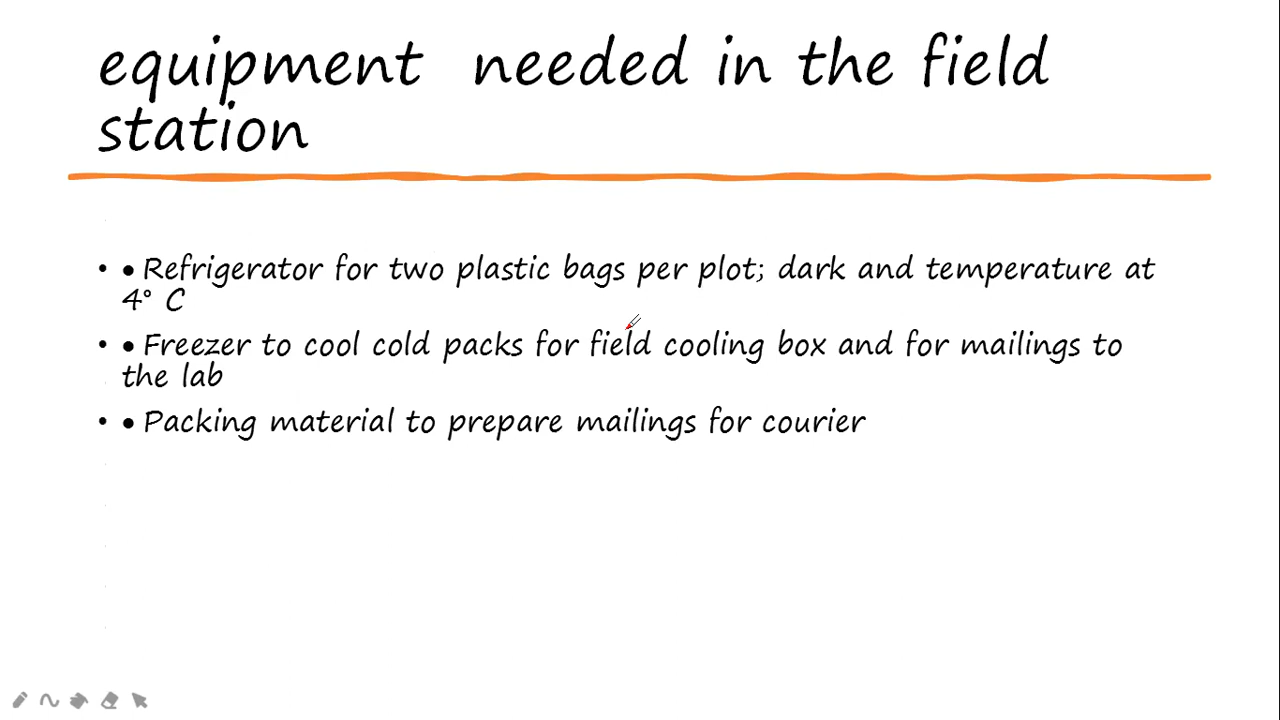 equipment needed in the field
station
• • Refrigerator for two plastic bags per plot; dark and temperature at
4° C
• • Freezer to cool cold packs for field cooling box and for mailings to
the lab
• • Packing material to prepare mailings for courier